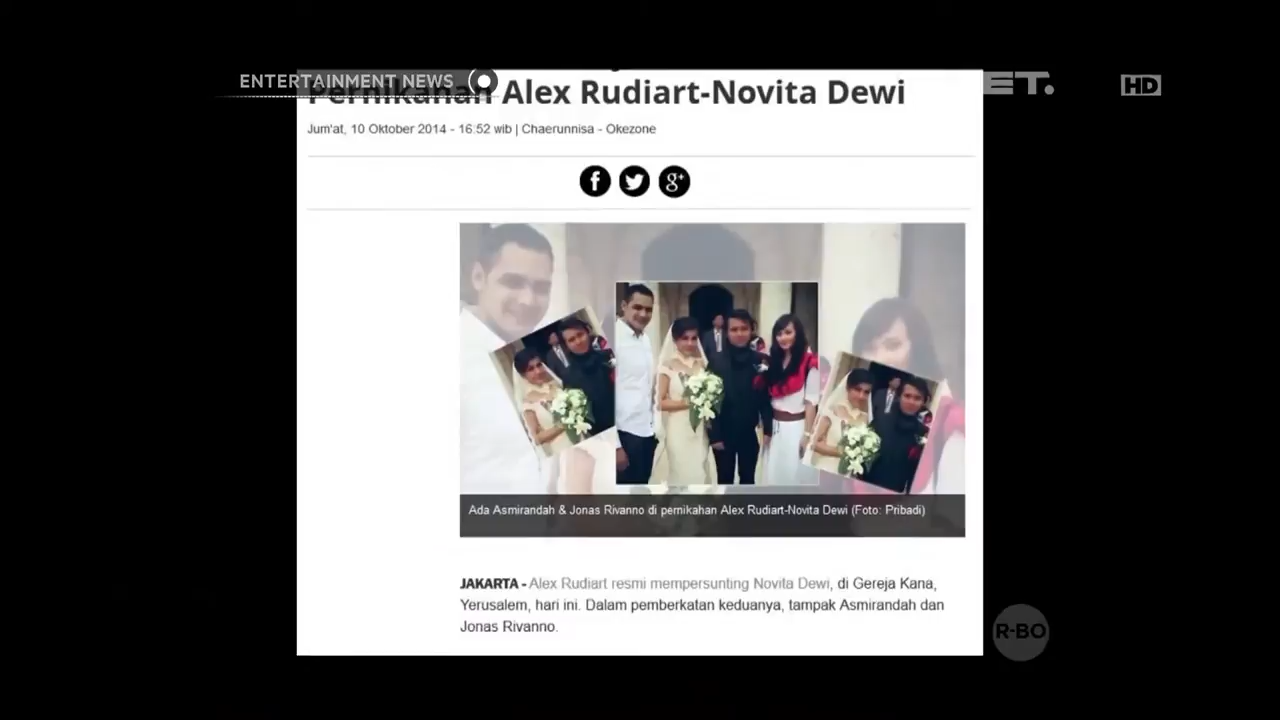 ENTERTAINMENT NEWS
ET.
HD
Pernikahan Alex Rudiart-Novita Dewi
Jum'at, 10 Oktober 2014 - 16:52 wib | Chaerunnisa - Okezone
f g+
Ada Asmirandah & Jonas Rivanno di pernikahan Alex Rudiart-Novita Dewi (Foto: Pribadi)
JAKARTA - Alex Rudiart resmi mempersunting Novita Dewi, di Gereja Kana,
Yerusalem, hari ini. Dalam pemberkatan keduanya, tampak Asmirandah dan
Jonas Rivanno.
R-BO